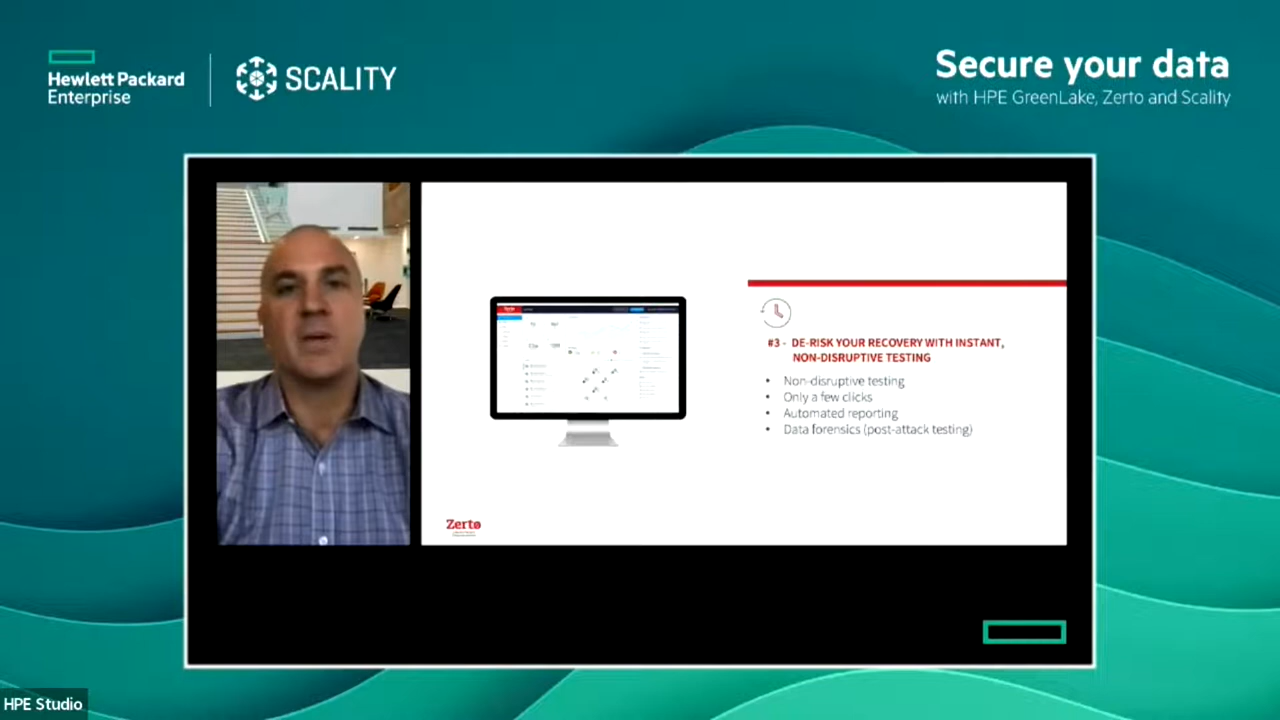 Hewlett Packard
Enterprise
SCALITY
Secure your data
with HPE GreenLake, Zerto and Scality
#3 - DE-RISK YOUR RECOVERY WITH INSTANT,
NON-DISRUPTIVE TESTING
• Non-disruptive testing
• Only a few clicks
• Automated reporting
• Data forensics (post-attack testing)
Zerto
HPE Studio